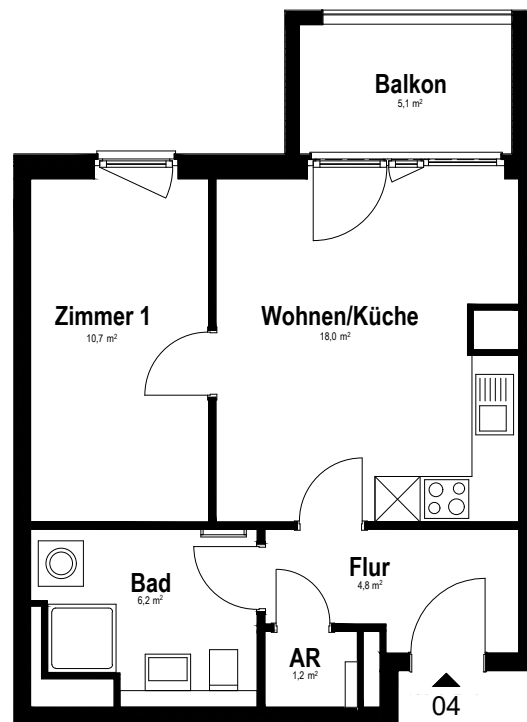 Balkon
5,1 m²
Zimmer 1
10,7 m²
Wohnen/Küche
18,0 m²
Bad
6,2 m²
Flur
4,8 m²
AR
1,2 m²
04